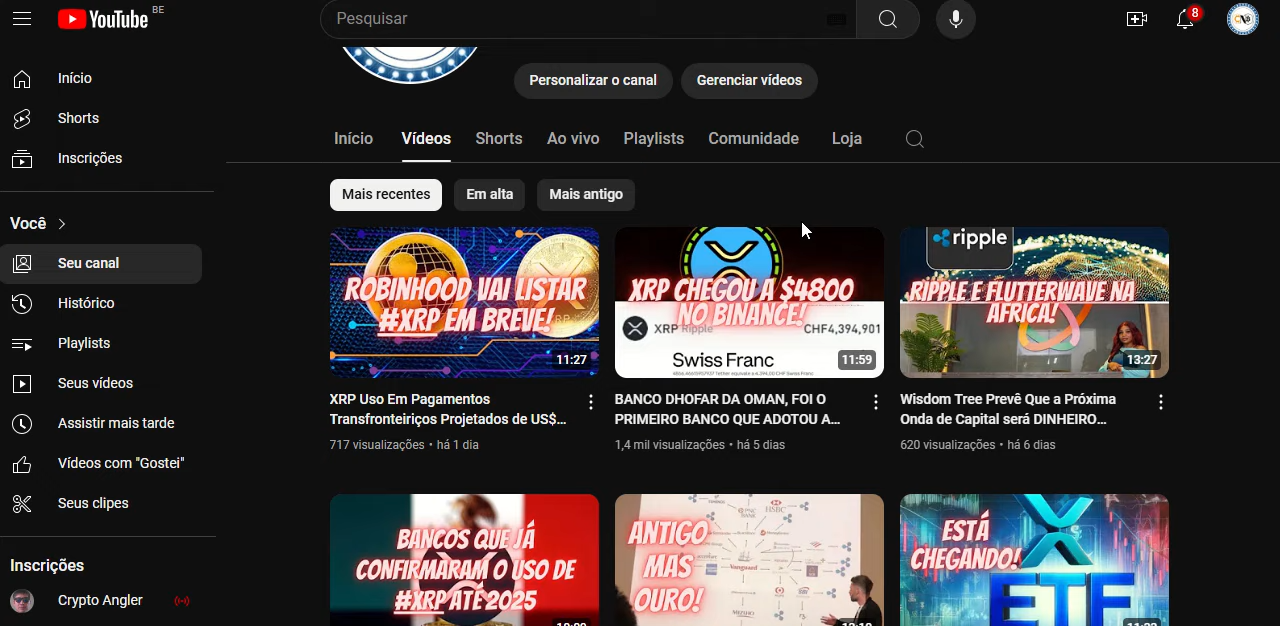 YouTube BE
Pesquisar
8
Início
Shorts
Inscrições
Você
Seu canal
Histórico
Playlists
Seus vídeos
Assistir mais tarde
Vídeos com "Gostei"
Seus clipes
Inscrições
Crypto Angler
Personalizar o canal
Gerenciar vídeos
Início Vídeos Shorts Ao vivo Playlists Comunidade Loja
Mais recentes Em alta Mais antigo
ROBINHOOD VAI LISTAR
#XRP EM BREVE!
11:27
XRP Uso Em Pagamentos
Transfronteiriços Projetados de US$...
717 visualizações • há 1 dia
XRP CHEGOU A $4800
NO BINANCE!
XRP Ripple CHF4,394,901
Swiss Franc
11:59
BANCO DHOFAR DA OMAN, FOI O
PRIMEIRO BANCO QUE ADOTOU A...
1,4 mil visualizações • há 5 dias
ripple
RIPPLE E FLUTTERWAVE NA
AFRICA!
13:27
Wisdom Tree Prevê Que a Próxima
Onda de Capital será DINHEIRO...
620 visualizações • há 6 dias
BANCOS QUE JÁ
CONFIRMARAM O USO DE
#XRP ATÉ 2025
ANTIGO
MAS
OURO!
HSBC
Vanguard
ESTÁ
CHEGANDO!
ETF